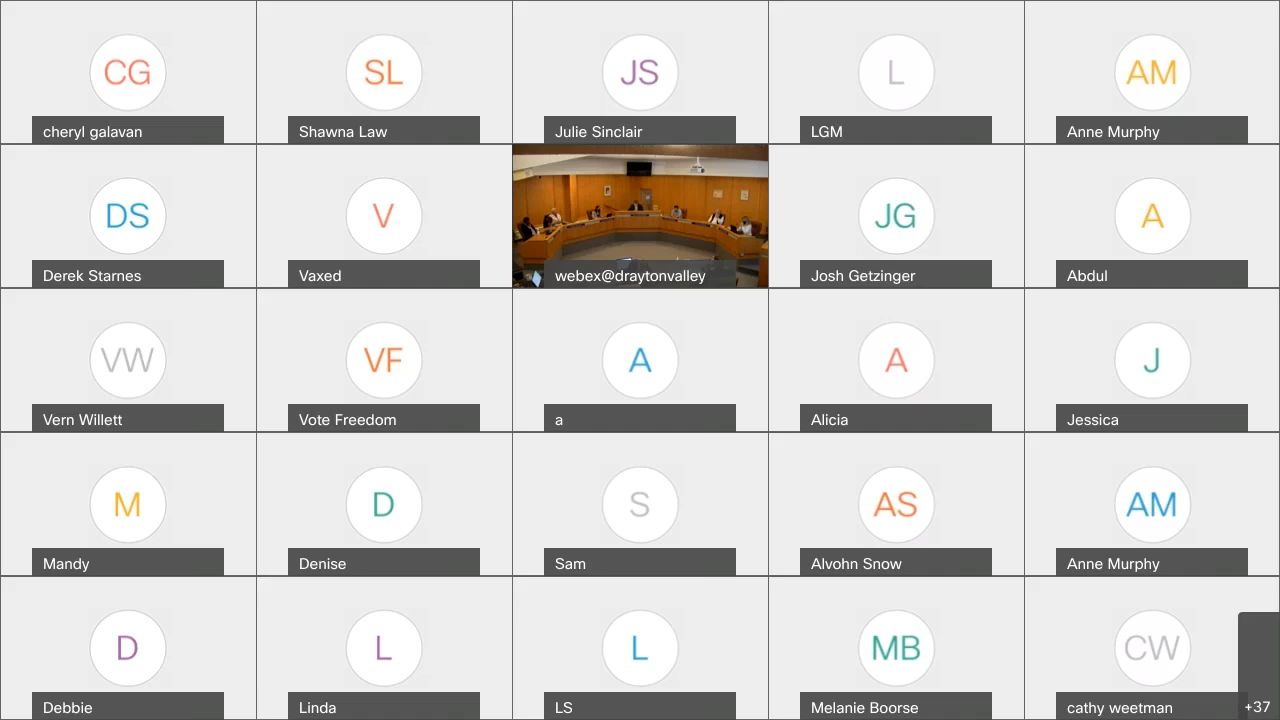 CG
cheryl galavan
SL
Shawna Law
JS
Julie Sinclair
L
LGM
AM
Anne Murphy
DS
Derek Starnes
V
Vaxed
webex@draytonvalley
JG
Josh Getzinger
A
Abdul
VW
Vern Willett
VF
Vote Freedom
A
a
A
Alicia
J
Jessica
M
Mandy
D
Denise
S
Sam
AS
Alvohn Snow
AM
Anne Murphy
D
Debbie
L
Linda
L
LS
MB
Melanie Boorse
CW
cathy weetman
+37